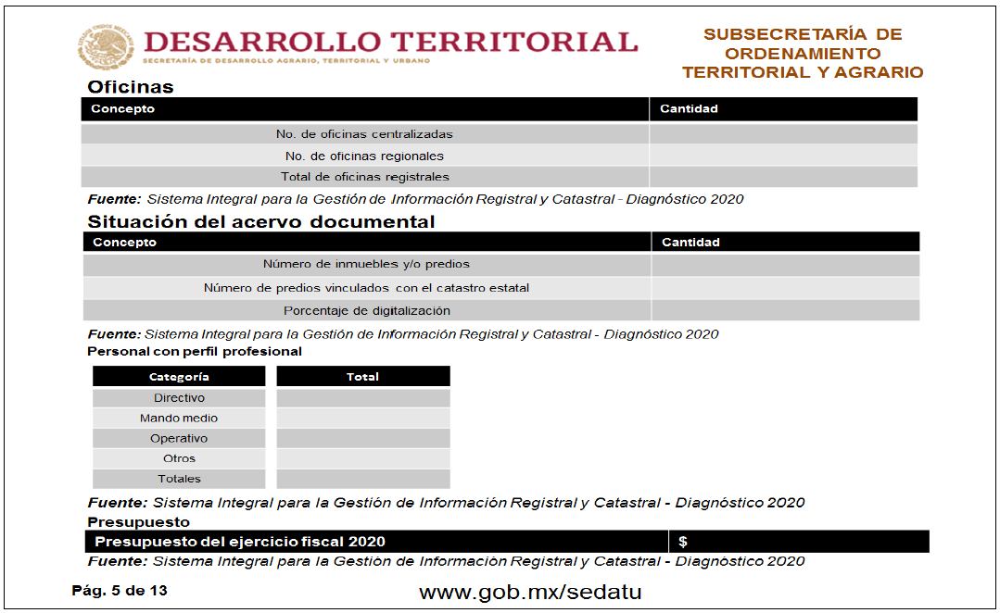 DESARROLLO TERRITORIAL
SECRETARÍA DE DESARROLLO AGRARIO, TERRITORIAL Y URBANO
SUBSECRETARÍA DE
ORDENAMIENTO
TERRITORIAL Y AGRARIO
Oficinas
Concepto Cantidad
No. de oficinas centralizadas
No. de oficinas regionales
Total de oficinas registrales
Fuente: Sistema Integral para la Gestión de Información Registral y Catastral - Diagnóstico 2020
Situación del acervo documental
Concepto Cantidad
Número de inmuebles y/o predios
Número de predios vinculados con el catastro estatal
Porcentaje de digitalización
Fuente: Sistema Integral para la Gestión de Información Registral y Catastral - Diagnóstico 2020
Personal con perfil profesional
Categoría Total
Directivo
Mando medio
Operativo
Otros
Totales
Fuente: Sistema Integral para la Gestión de Información Registral y Catastral - Diagnóstico 2020
Presupuesto
Presupuesto del ejercicio fiscal 2020 $
Fuente: Sistema Integral para la Gestión de Información Registral y Catastral - Diagnóstico 2020
Pág. 5 de 13
www.gob.mx/sedatu